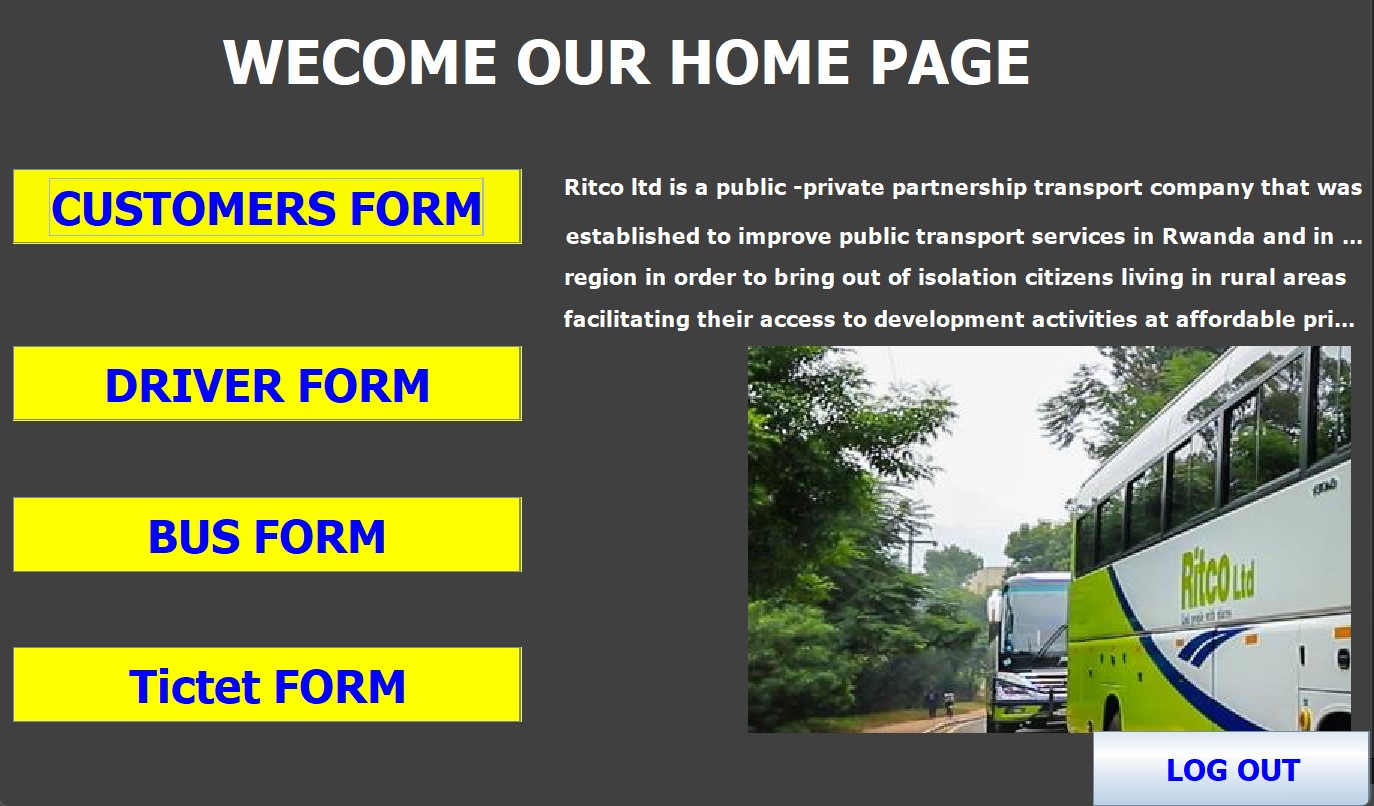 WECOME OUR HOME PAGE
CUSTOMERS FORM
Ritco ltd is a public -private partnership transport company that was
established to improve public transport services in Rwanda and in ...
region in order to bring out of isolation citizens living in rural areas
facilitating their access to development activities at affordable pri...
DRIVER FORM
BUS FORM
Tictet FORM
Ritco Ltd
LOG OUT